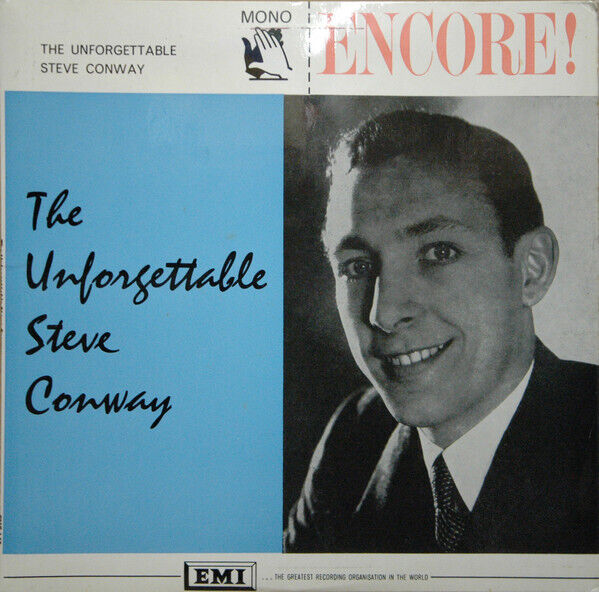 MONO
ENCORE!
THE UNFORGETTABLE
STEVE CONWAY
The
Unforgettable
Steve
Conway
EMI
...THE GREATEST RECORDING ORGANISATION IN THE WORLD